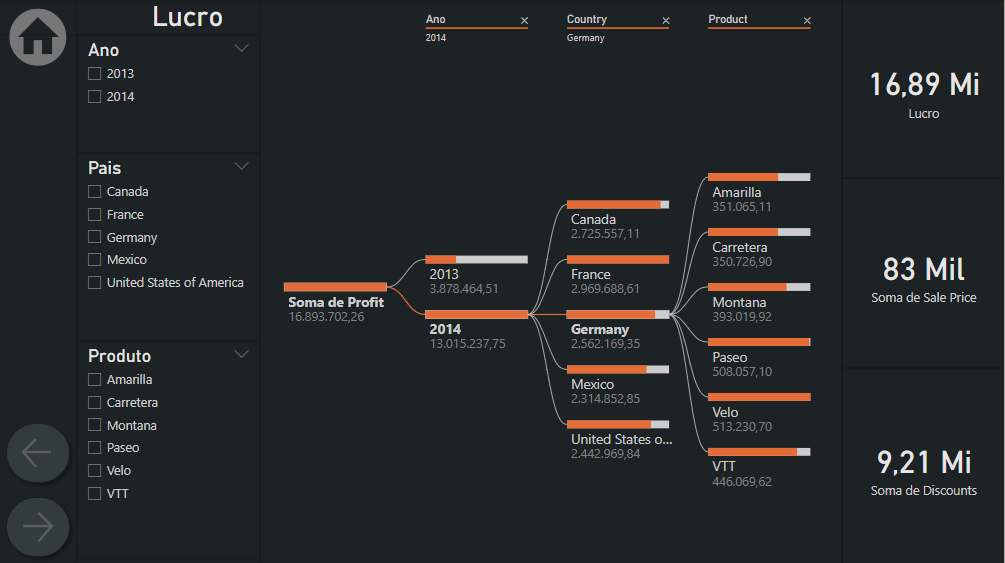 Lucro
Ano
2013
2014
Pais
Canada
France
Germany
Mexico
United States of America
Produto
Amarilla
Carretera
Montana
Paseo
Velo
VTT
Ano
2014
Country
Germany
Product
Soma de Profit
16.893.702,26
2013
3.878.464,51
2014
13.015.237,75
Canada
2.725.557,11
France
2.969.688,61
Germany
2.562.169,35
Mexico
2.314.852,85
United States o...
2.442.969,84
Amarilla
351.065,11
Carretera
350.726,90
Montana
393.019,92
Paseo
508.057,10
Velo
513.230,70
VTT
446.069,62
16,89 Mi
Lucro
83 Mil
Soma de Sale Price
9,21 Mi
Soma de Discounts